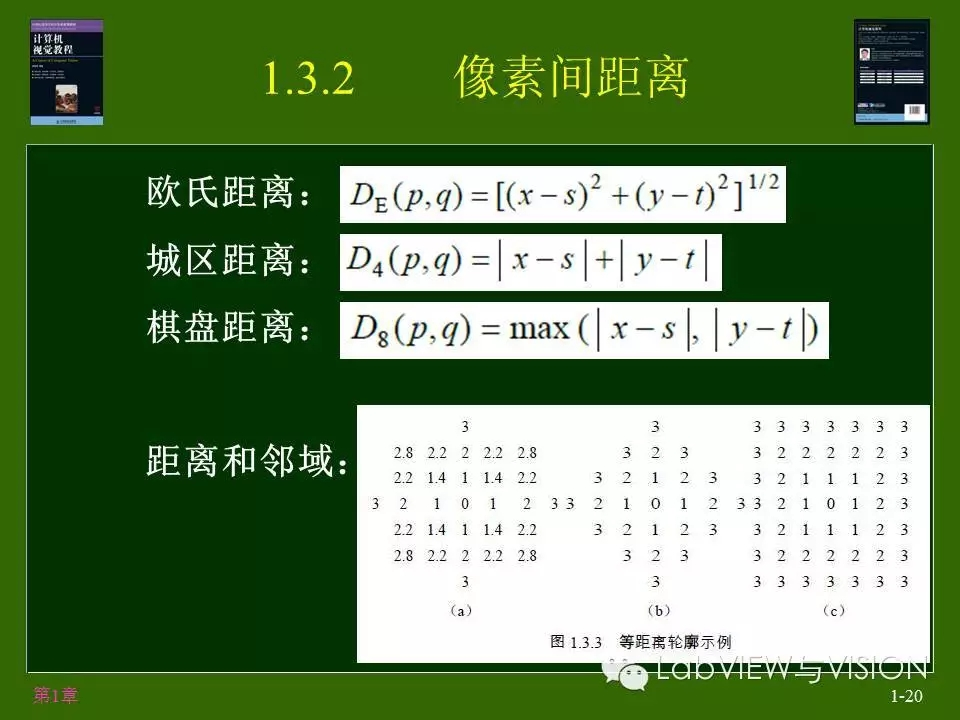 计算机
视觉教程
1.3.2 像素间距离
欧氏距离： D_E(p,q)=[(x-s)^2+(y-t)^2]^{1/2}
城区距离： D_4(p,q)=|x-s|+|y-t|
棋盘距离： D_8(p,q)=max(|x-s|,|y-t|)
距离和邻域：
3 3 3 3 3 3 3 3 3
2.8 2.2 2 2.2 2.8 3 2 3 3 2 2 2 2 2 3
2.2 1.4 1 1.4 2.2 3 2 1 2 3 3 2 1 1 1 2 3
3 2 1 0 1 2 3 3 2 1 0 1 2 3 3 2 1 0 1 2 3
2.2 1.4 1 1.4 2.2 3 2 1 2 3 3 2 1 1 1 2 3
2.8 2.2 2 2.2 2.8 3 2 3 3 2 2 2 2 2 3
3 3 3 3 3 3 3 3 3
（a） （b） （c）
图 1.3.3 等距离轮廓示例
LabVIEW与VISION
第1章 1-20